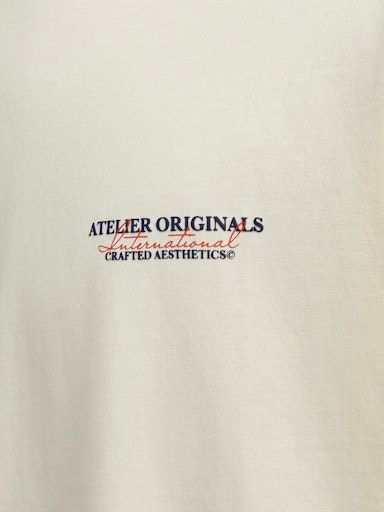 ATELIER ORIGINALS
International
CRAFTED AESTHETICS©